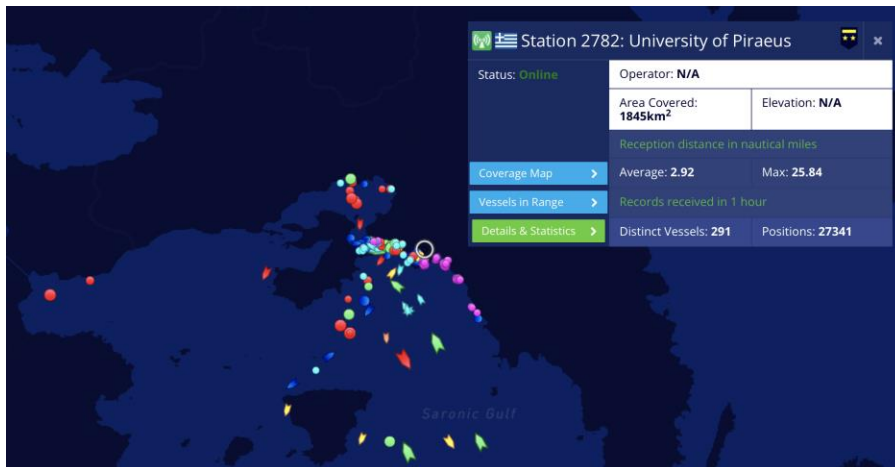 Station 2782: University of Piraeus
Status: Online
Operator: N/A
Area Covered: 1845km²
Elevation: N/A
Reception distance in nautical miles
Coverage Map
Average: 2.92
Max: 25.84
Vessels in Range
Records received in 1 hour
Details & Statistics
Distinct Vessels: 291
Positions: 27341
Saronic Gulf